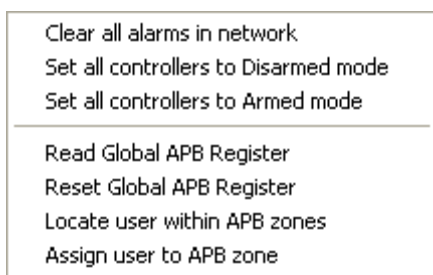 Clear all alarms in network
Set all controllers to Disarmed mode
Set all controllers to Armed mode
Read Global APB Register
Reset Global APB Register
Locate user within APB zones
Assign user to APB zone